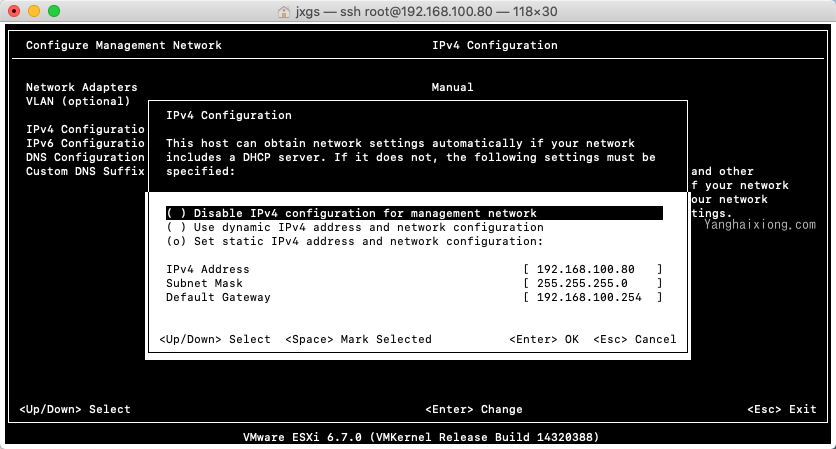 jxgs — ssh root@192.168.100.80 — 118×30
Configure Management Network IPv4 Configuration
Network Adapters Manual
VLAN (optional)
IPv4 Configuration
This host can obtain network settings automatically if your network
includes a DHCP server. If it does not, the following settings must be
specified:
IPv4 Configuratio
IPv6 Configuratio
DNS Configuration
Custom DNS Suffix
and other
f your network
our network
tings.
Yanghaixiong.com
( ) Disable IPv4 configuration for management network
( ) Use dynamic IPv4 address and network configuration
(o) Set static IPv4 address and network configuration:
IPv4 Address [ 192.168.100.80 ]
Subnet Mask [ 255.255.255.0 ]
Default Gateway [ 192.168.100.254 ]
<Up/Down> Select <Space> Mark Selected <Enter> OK <Esc> Cancel
<Up/Down> Select <Enter> Change <Esc> Exit
VMware ESXi 6.7.0 (VMKernel Release Build 14320388)